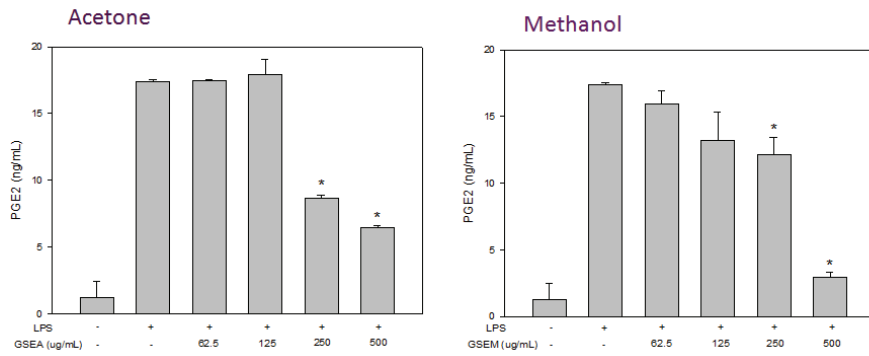 Acetone
20
15
10
5
0
PGE2 (ng/mL)
*
*
LPS - + + + + +
GSEA (ug/mL) - - 62.5 125 250 500
Methanol
20
15
10
5
0
PGE2 (ng/mL)
*
*
LPS - + + + + +
GSEM (ug/mL) - - 62.5 125 250 500